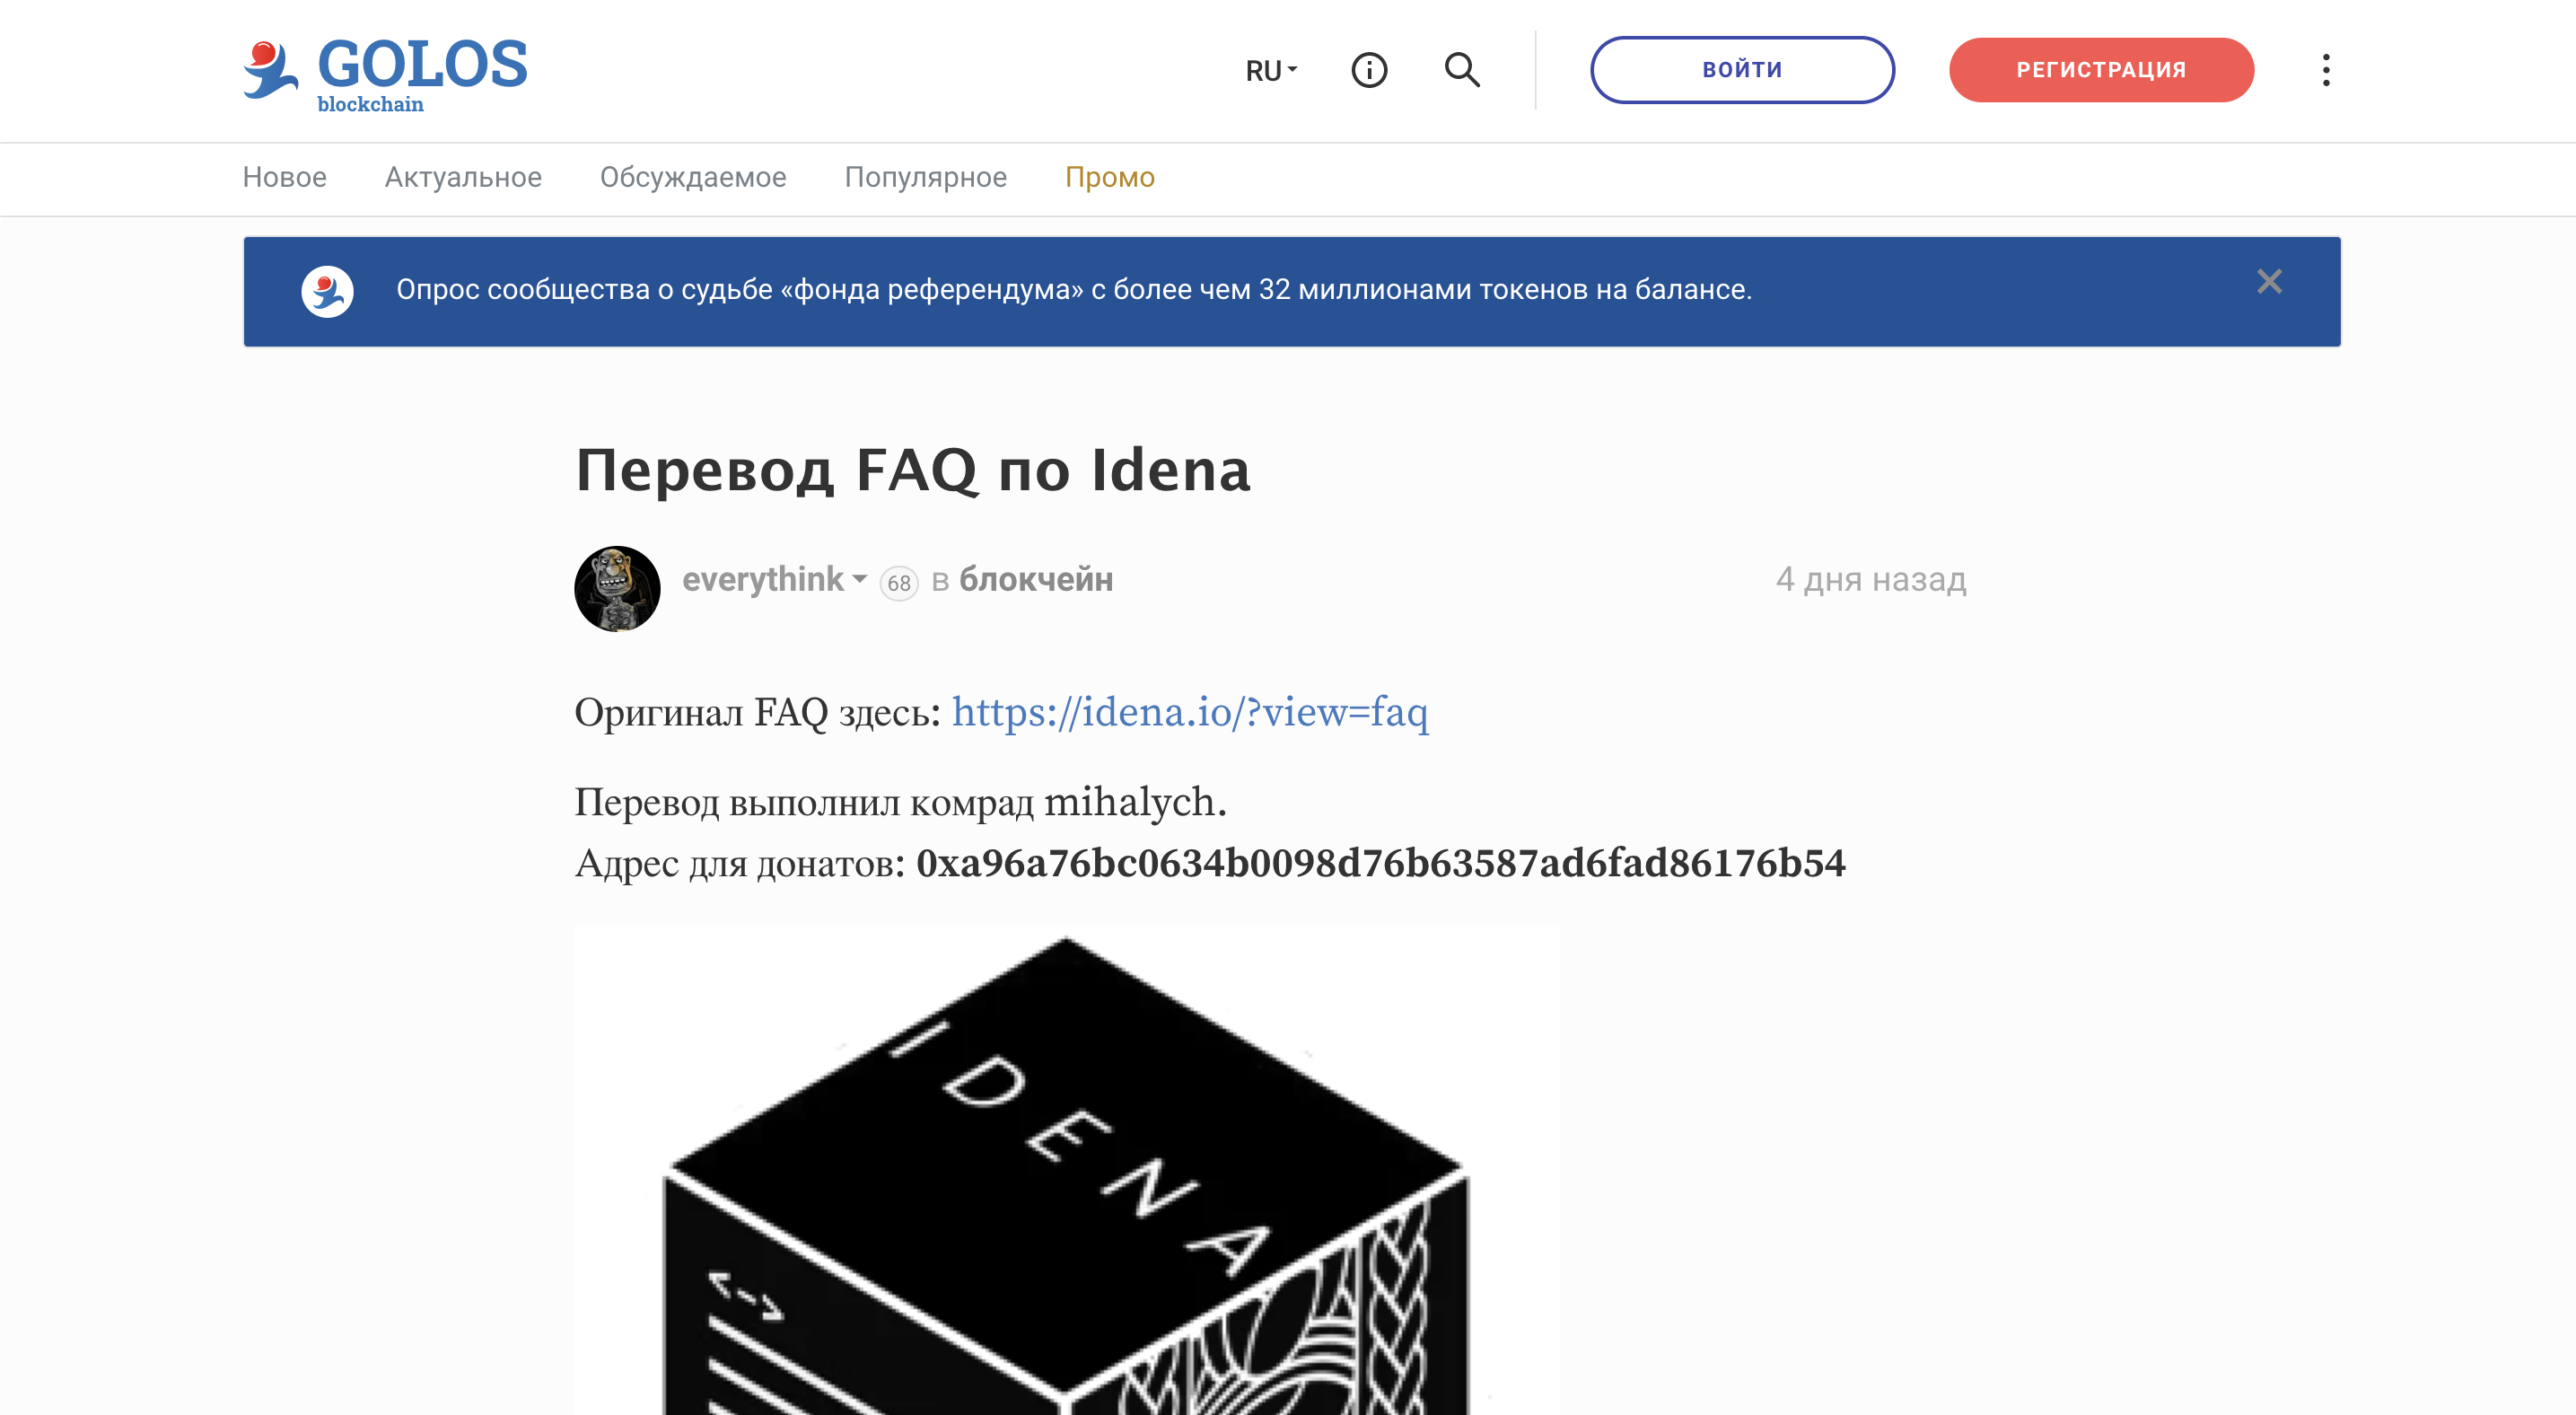 GOLOS
blockchain
RU
ВОЙТИ
РЕГИСТРАЦИЯ
Новое
Актуальное
Обсуждаемое
Популярное
Промо
Опрос сообщества о судьбе «фонда референдума» с более чем 32 миллионами токенов на балансе.
Перевод FAQ по Idena
everythink 68 в блокчейн
4 дня назад
Оригинал FAQ здесь: https://idena.io/?view=faq
Перевод выполнил комрад mihalych.
Адрес для донатов: 0xa96a76bc0634b0098d76b63587ad6fad86176b54
IDENA